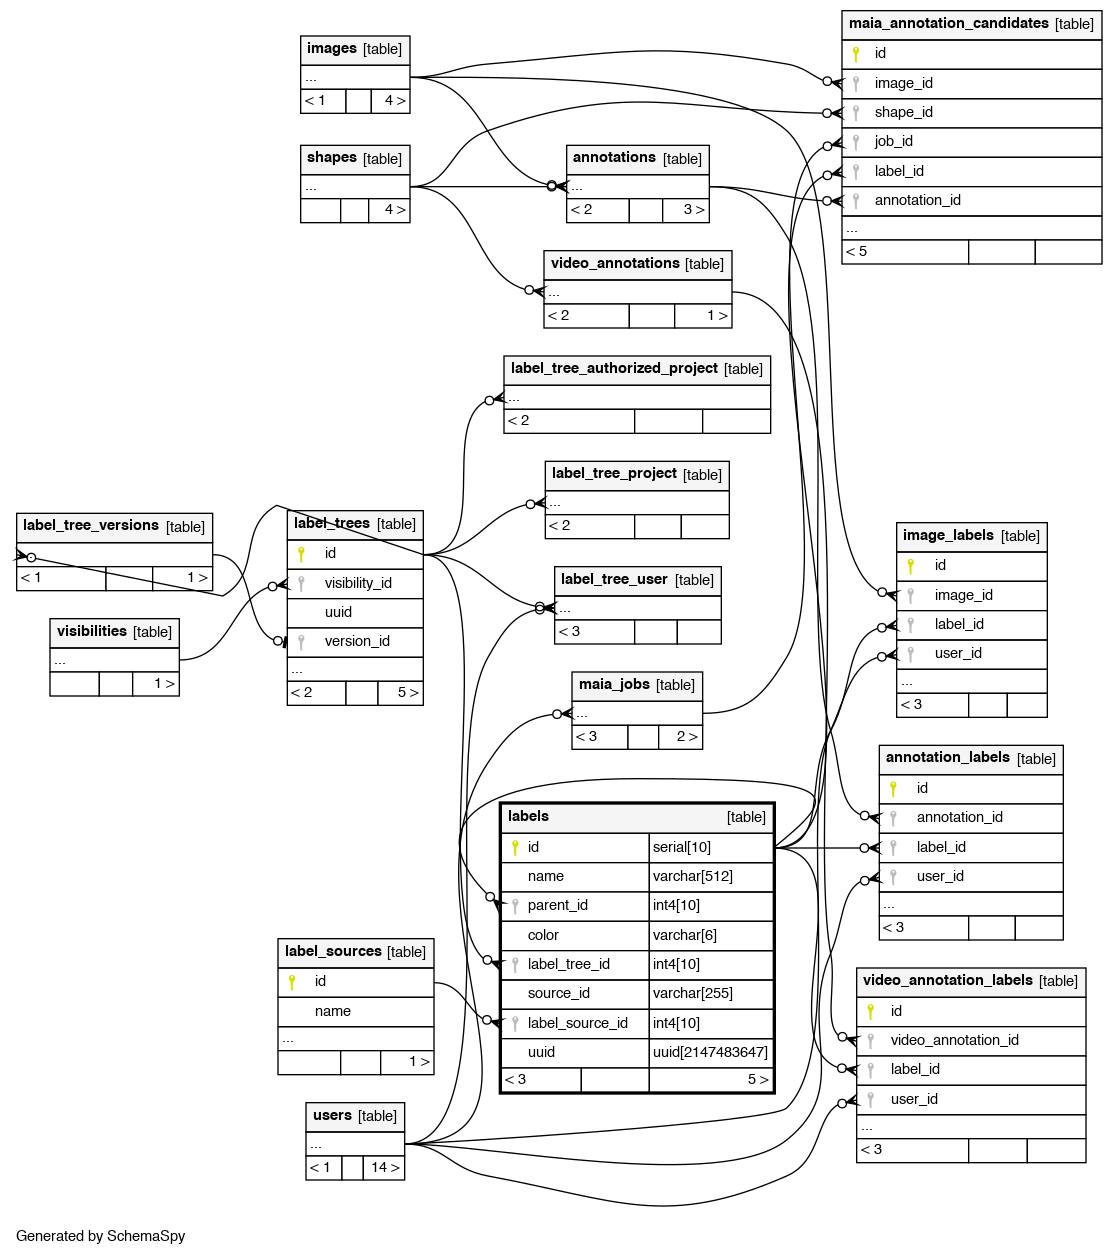 maia_annotation_candidates [table]
id
image_id
shape_id
job_id
label_id
annotation_id
...
< 5
images [table]
...
< 1 4 >
shapes [table]
...
4 >
annotations [table]
...
< 2 3 >
video_annotations [table]
...
< 2 1 >
label_tree_authorized_project [table]
...
< 2
label_tree_project [table]
...
< 2
label_tree_versions [table]
...
< 1 1 >
label_trees [table]
id
visibility_id
uuid
version_id
...
< 2 5 >
visibilities [table]
...
1 >
label_tree_user [table]
...
< 3
maia_jobs [table]
...
< 3 2 >
image_labels [table]
id
image_id
label_id
user_id
...
< 3
annotation_labels [table]
id
annotation_id
label_id
user_id
...
< 3
labels [table]
id serial[10]
name varchar[512]
parent_id int4[10]
color varchar[6]
label_tree_id int4[10]
source_id varchar[255]
label_source_id int4[10]
uuid uuid[2147483647]
< 3 5 >
label_sources [table]
id
name
...
1 >
video_annotation_labels [table]
id
video_annotation_id
label_id
user_id
...
< 3
users [table]
...
< 1 14 >
Generated by SchemaSpy